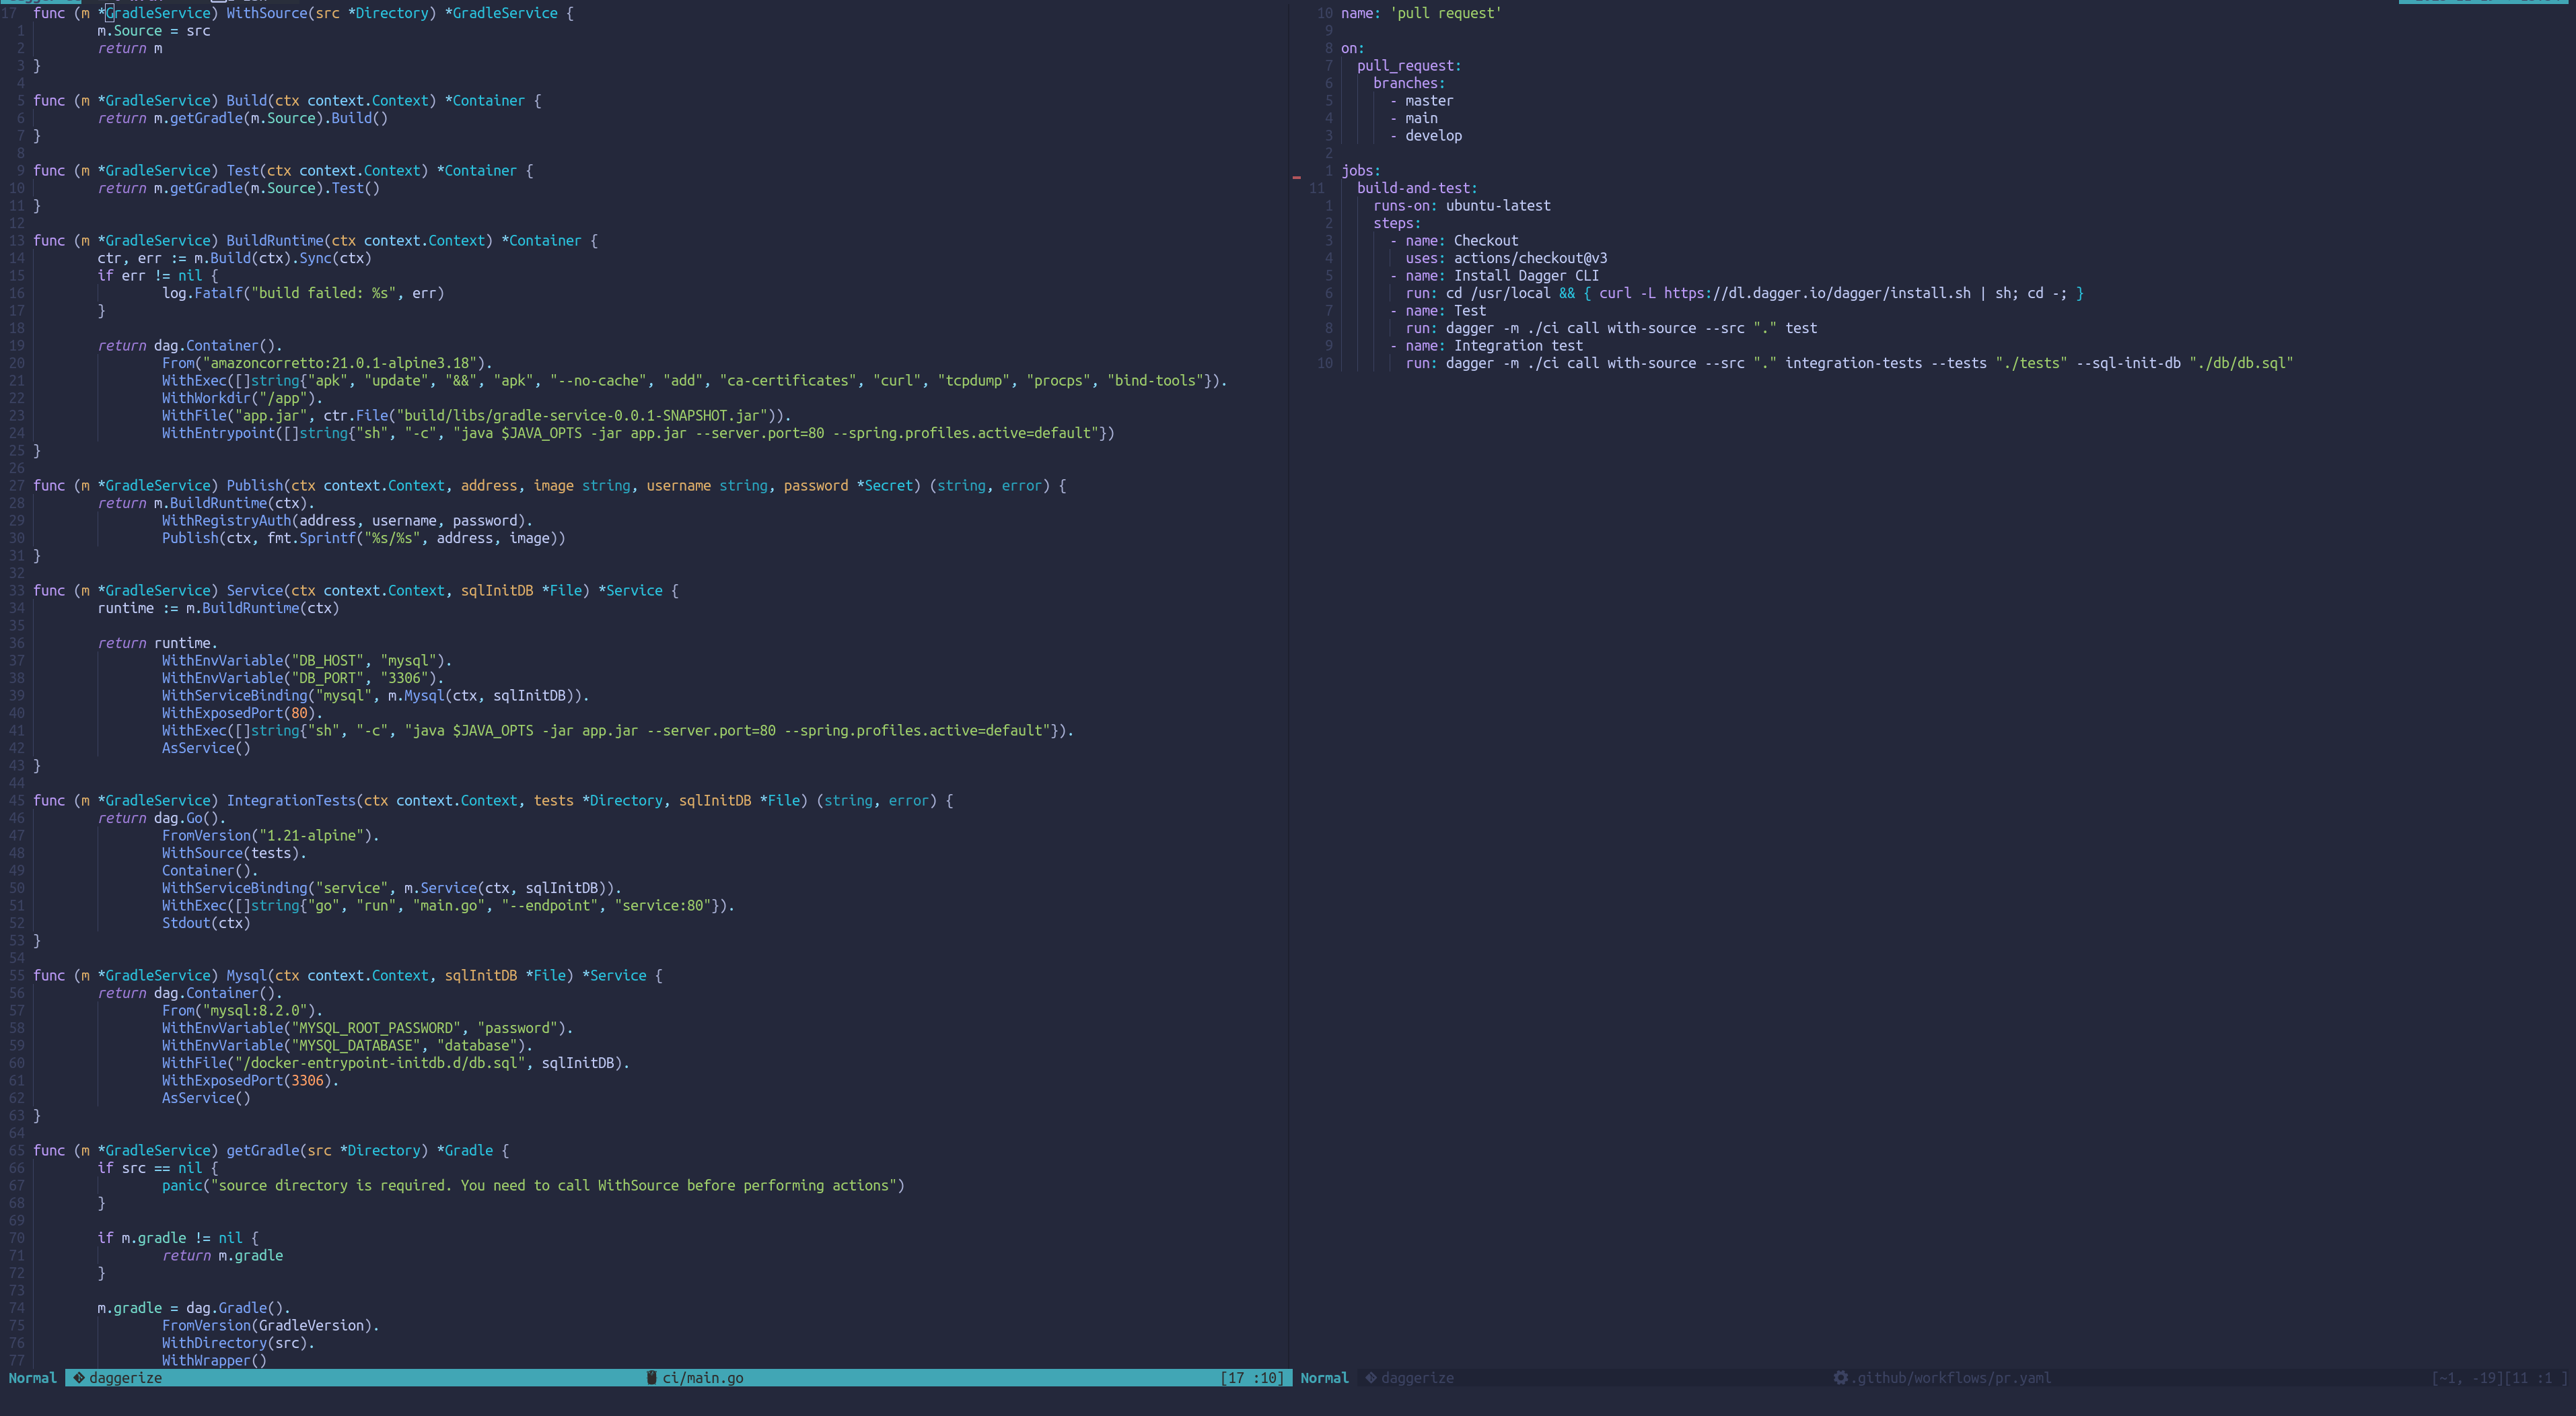 17 func (m *GradleService) WithSource(src *Directory) *GradleService {
1 m.Source = src
2 return m
3 }
4
5 func (m *GradleService) Build(ctx context.Context) *Container {
6 return m.getGradle(m.Source).Build()
7 }
8
9 func (m *GradleService) Test(ctx context.Context) *Container {
10 return m.getGradle(m.Source).Test()
11 }
12
13 func (m *GradleService) BuildRuntime(ctx context.Context) *Container {
14 ctr, err := m.Build(ctx).Sync(ctx)
15 if err != nil {
16 log.Fatalf("build failed: %s", err)
17 }
18
19 return dag.Container().
20 From("amazoncorretto:21.0.1-alpine3.18").
21 WithExec([]string{"apk", "update", "&&", "apk", "--no-cache", "add", "ca-certificates", "curl", "tcpdump", "procps", "bind-tools"}).
22 WithWorkdir("/app").
23 WithFile("app.jar", ctr.File("build/libs/gradle-service-0.0.1-SNAPSHOT.jar")).
24 WithEntrypoint([]string{"sh", "-c", "java $JAVA_OPTS -jar app.jar --server.port=80 --spring.profiles.active=default"})
25 }
26
27 func (m *GradleService) Publish(ctx context.Context, address, image string, username string, password *Secret) (string, error) {
28 return m.BuildRuntime(ctx).
29 WithRegistryAuth(address, username, password).
30 Publish(ctx, fmt.Sprintf("%s/%s", address, image))
31 }
32
33 func (m *GradleService) Service(ctx context.Context, sqlInitDB *File) *Service {
34 runtime := m.BuildRuntime(ctx)
35
36 return runtime.
37 WithEnvVariable("DB_HOST", "mysql").
38 WithEnvVariable("DB_PORT", "3306").
39 WithServiceBinding("mysql", m.Mysql(ctx, sqlInitDB)).
40 WithExposedPort(80).
41 WithExec([]string{"sh", "-c", "java $JAVA_OPTS -jar app.jar --server.port=80 --spring.profiles.active=default"}).
42 AsService()
43 }
44
45 func (m *GradleService) IntegrationTests(ctx context.Context, tests *Directory, sqlInitDB *File) (string, error) {
46 return dag.Go().
47 FromVersion("1.21-alpine").
48 WithSource(tests).
49 Container().
50 WithServiceBinding("service", m.Service(ctx, sqlInitDB)).
51 WithExec([]string{"go", "run", "main.go", "--endpoint", "service:80"}).
52 Stdout(ctx)
53 }
54
55 func (m *GradleService) Mysql(ctx context.Context, sqlInitDB *File) *Service {
56 return dag.Container().
57 From("mysql:8.2.0").
58 WithEnvVariable("MYSQL_ROOT_PASSWORD", "password").
59 WithEnvVariable("MYSQL_DATABASE", "database").
60 WithFile("/docker-entrypoint-initdb.d/db.sql", sqlInitDB).
61 WithExposedPort(3306).
62 AsService()
63 }
64
65 func (m *GradleService) getGradle(src *Directory) *Gradle {
66 if src == nil {
67 panic("source directory is required. You need to call WithSource before performing actions")
68 }
69
70 if m.gradle != nil {
71 return m.gradle
72 }
73
74 m.gradle = dag.Gradle().
75 FromVersion(GradleVersion).
76 WithDirectory(src).
77 WithWrapper()
Normal daggerize ci/main.go [17 :10]
10 name: 'pull request'
9
8 on:
7 pull_request:
6 branches:
5 - master
4 - main
3 - develop
2
1 jobs:
11 build-and-test:
1 runs-on: ubuntu-latest
2 steps:
3 - name: Checkout
4 uses: actions/checkout@v3
5 - name: Install Dagger CLI
6 run: cd /usr/local && { curl -L https://dl.dagger.io/dagger/install.sh | sh; cd -; }
7 - name: Test
8 run: dagger -m ./ci call with-source --src "." test
9 - name: Integration test
10 run: dagger -m ./ci call with-source --src "." integration-tests --tests "./tests" --sql-init-db "./db/db.sql"
Normal daggerize .github/workflows/pr.yaml [~1, -19][11 :1 ]